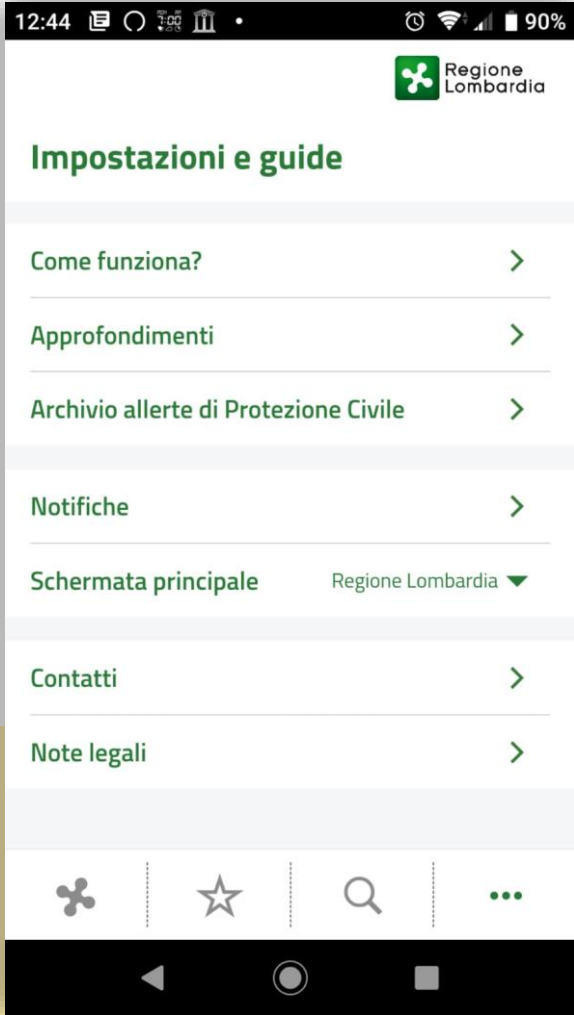 12:44
90%
Regione
Lombardia
Impostazioni e guide
Come funziona?
Approfondimenti
Archivio allerte di Protezione Civile
Notifiche
Schermata principale Regione Lombardia
Contatti
Note legali